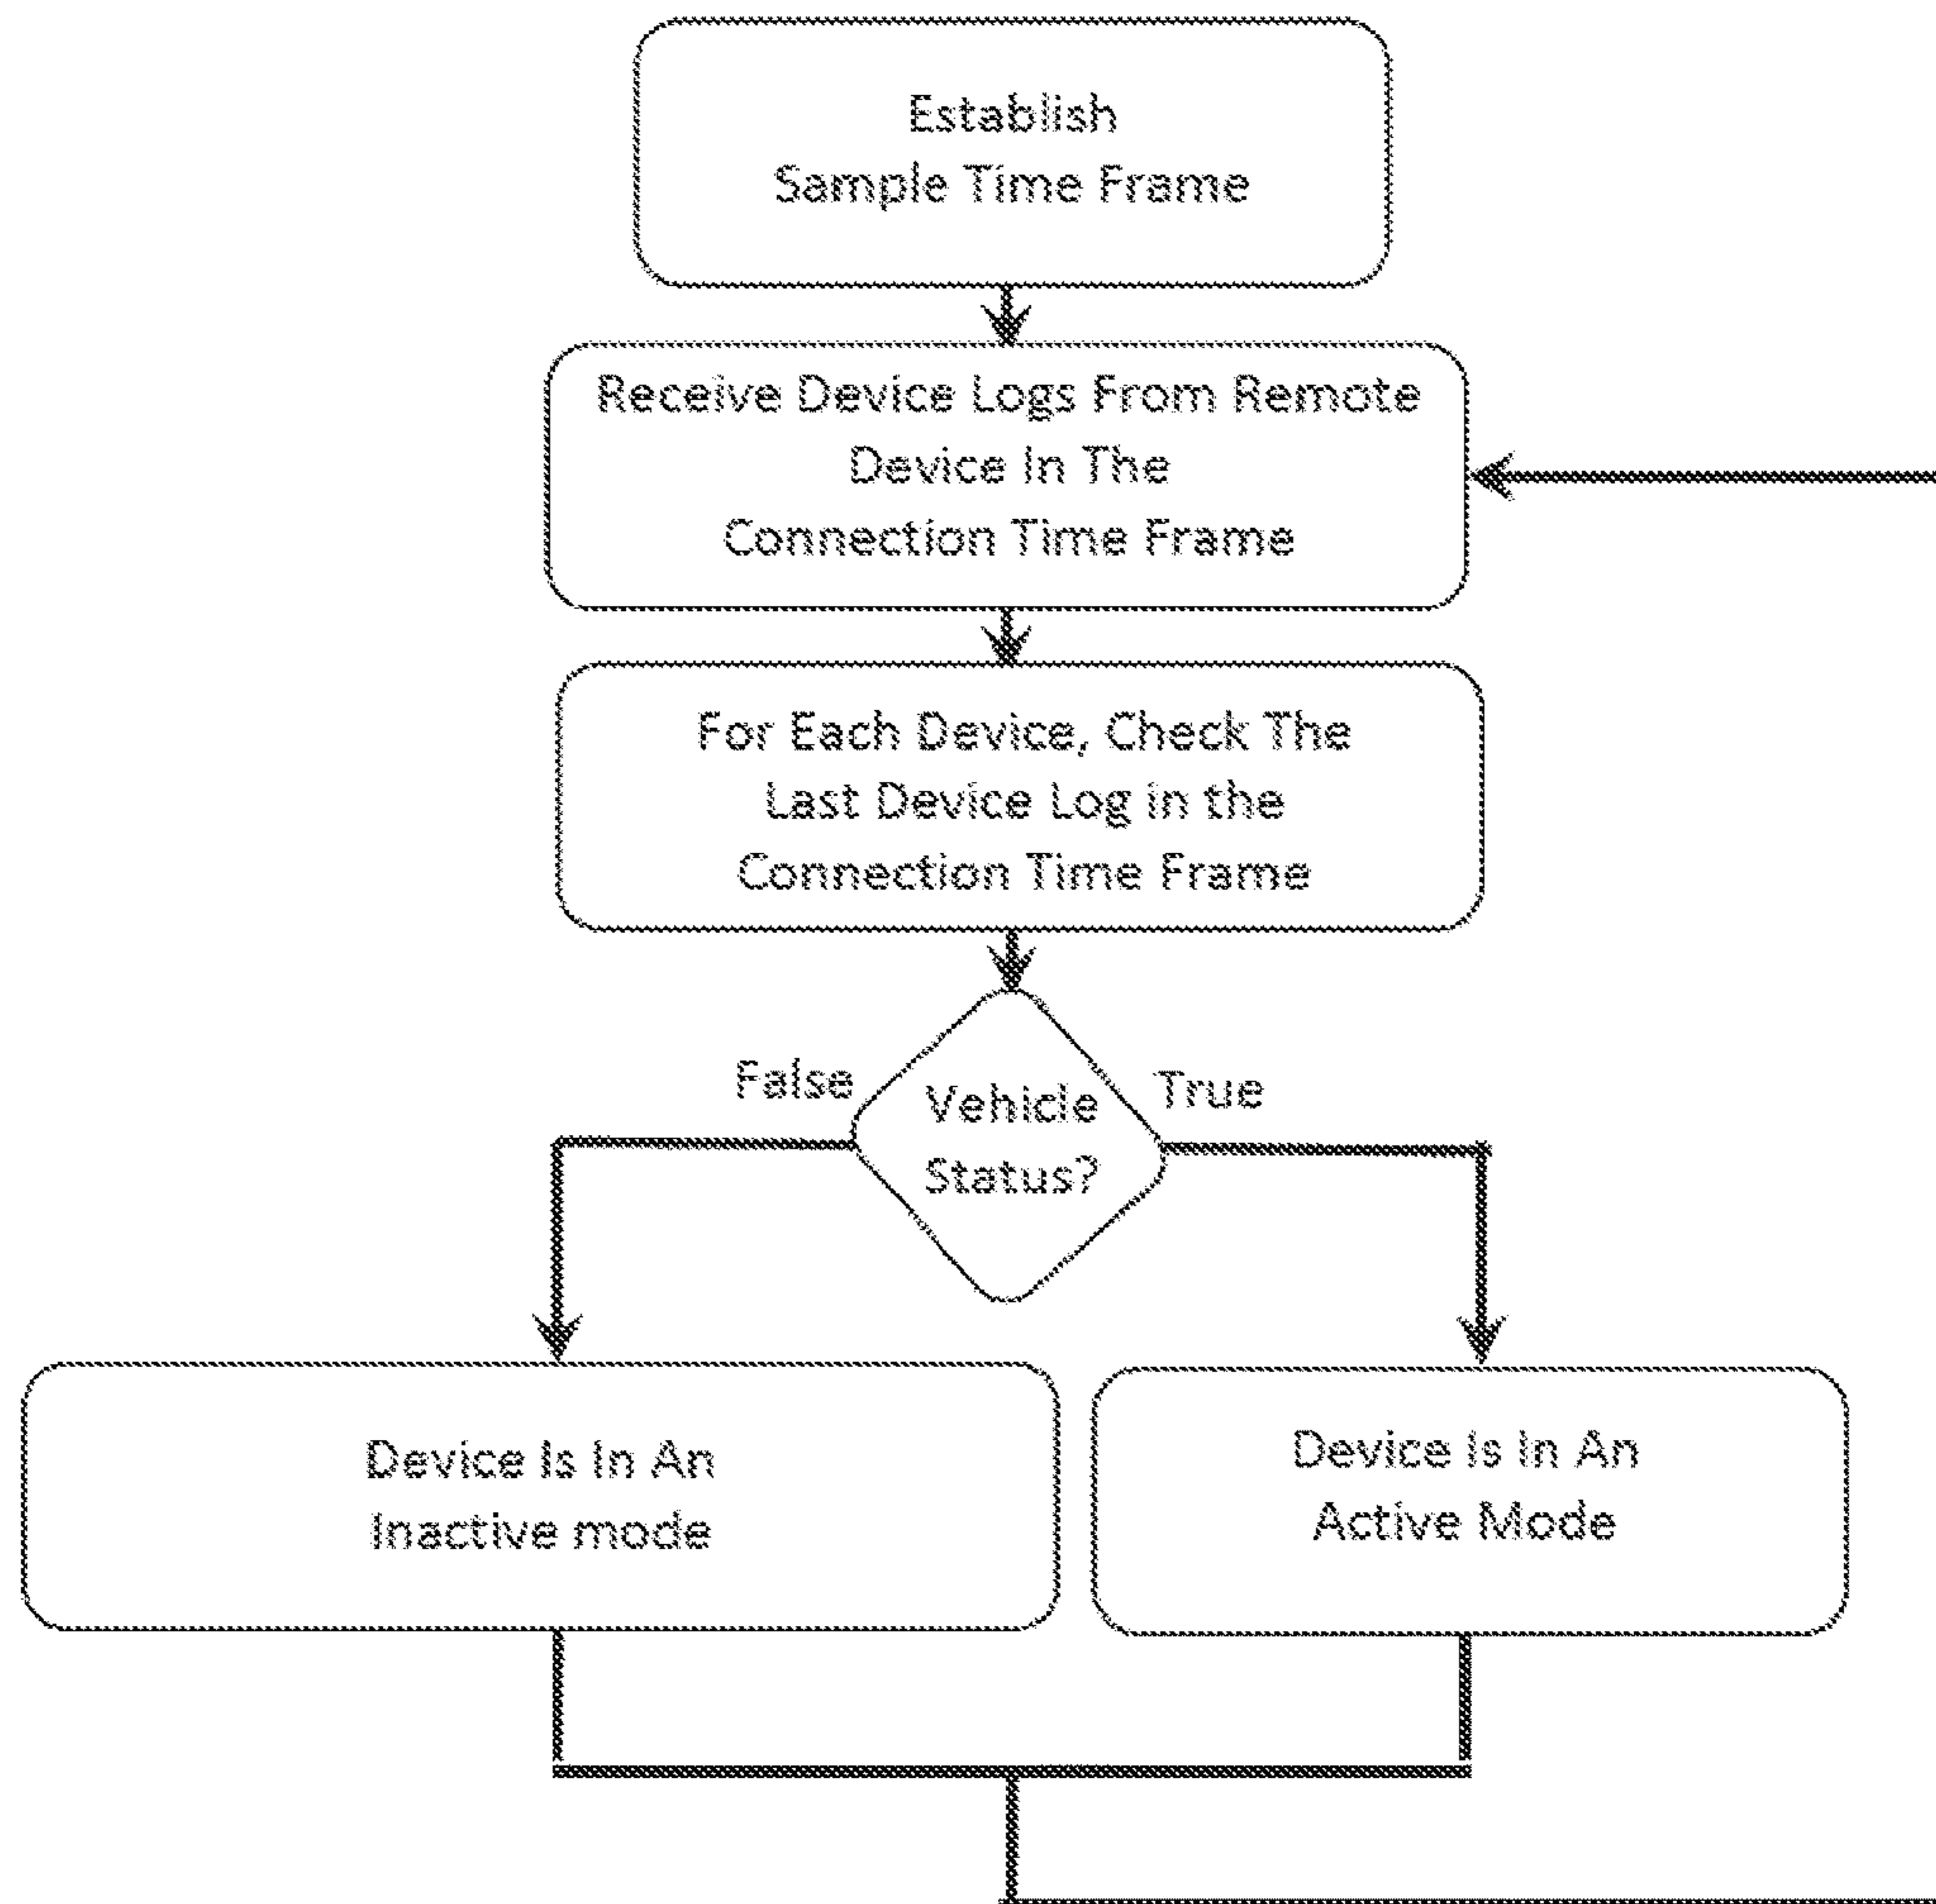 Establish
Sample Time Frame
Receive Device Logs From Remote
Device In The
Connection Time Frame
For Each Device, Check The
Last Device Log in the
Connection Time Frame
False
True
Vehicle
Status?
Device Is In An
Inactive mode
Device Is In An
Active Mode